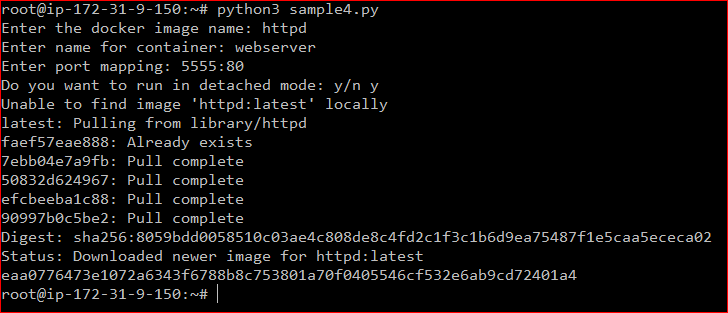 root@ip-172-31-9-150:~# python3 sample4.py
Enter the docker image name: httpd
Enter name for container: webserver
Enter port mapping: 5555:80
Do you want to run in detached mode: y/n y
Unable to find image 'httpd:latest' locally
latest: Pulling from library/httpd
faef57eae888: Already exists
7ebb04e7a9fb: Pull complete
50832d624967: Pull complete
efcbeeba1c88: Pull complete
90997b0c5be2: Pull complete
Digest: sha256:8059bdd0058510c03ae4c808de8c4fd2c1f3c1b6d9ea75487f1e5caa5ececa02
Status: Downloaded newer image for httpd:latest
eaa0776473e1072a6343f6788b8c753801a70f0405546cf532e6ab9cd72401a4
root@ip-172-31-9-150:~#